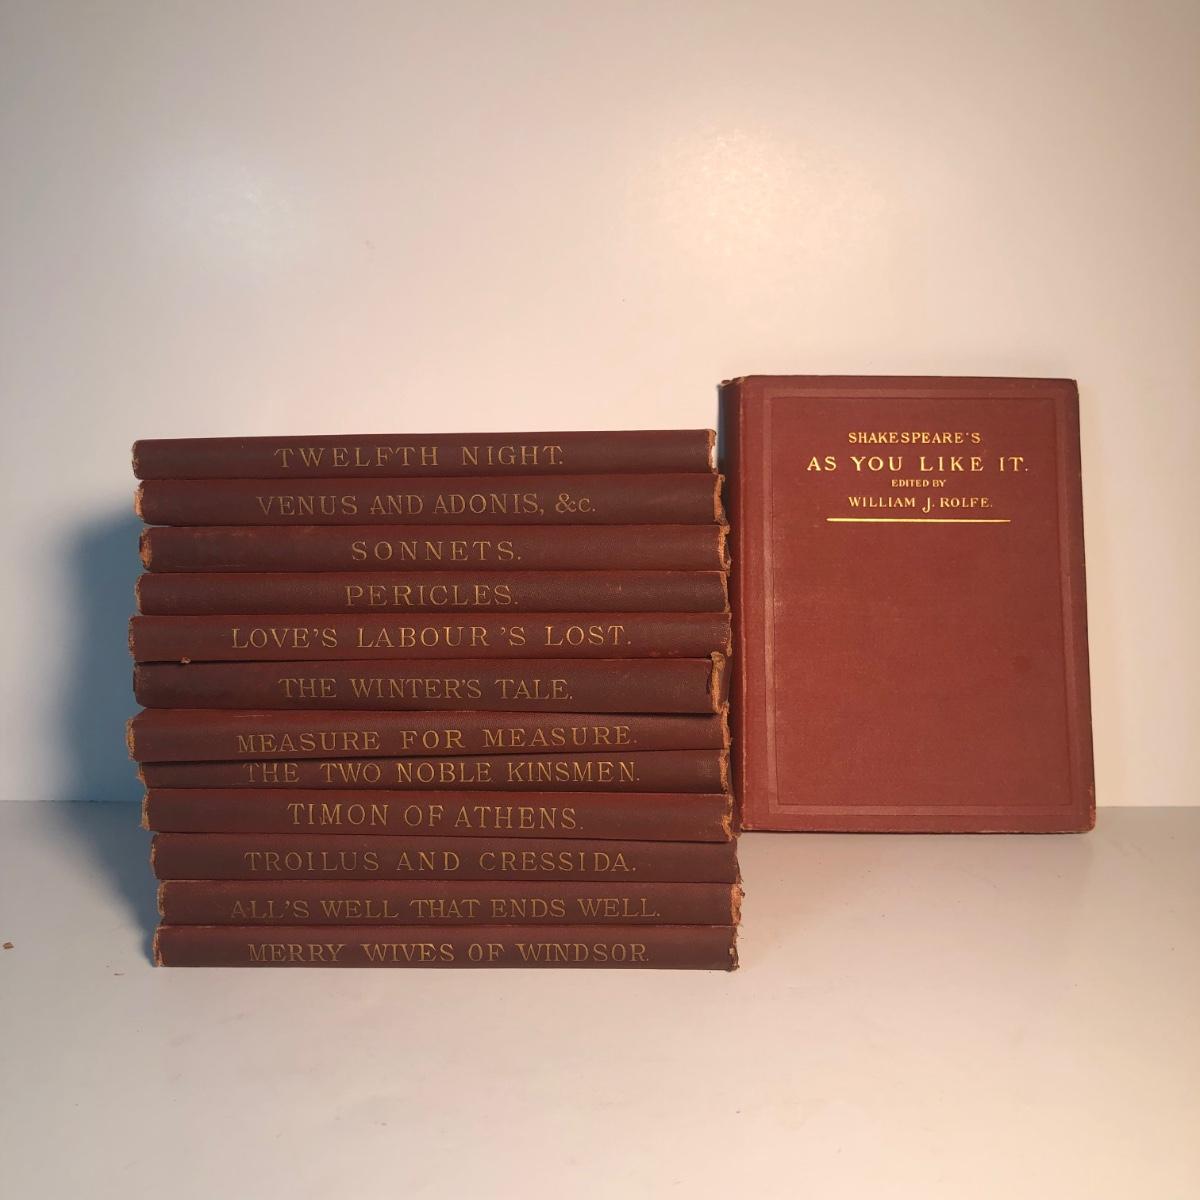 TWELFTH NIGHT.
VENUS AND ADONIS, &c.
SONNETS.
PERICLES.
LOVE'S LABOUR'S LOST.
THE WINTER'S TALE.
MEASURE FOR MEASURE.
THE TWO NOBLE KINSMEN.
TIMON OF ATHENS.
TROILUS AND CRESSIDA.
ALL'S WELL THAT ENDS WELL.
MERRY WIVES OF WINDSOR.
SHAKESPEARE'S
AS YOU LIKE IT.
EDITED BY
WILLIAM J. ROLFE.